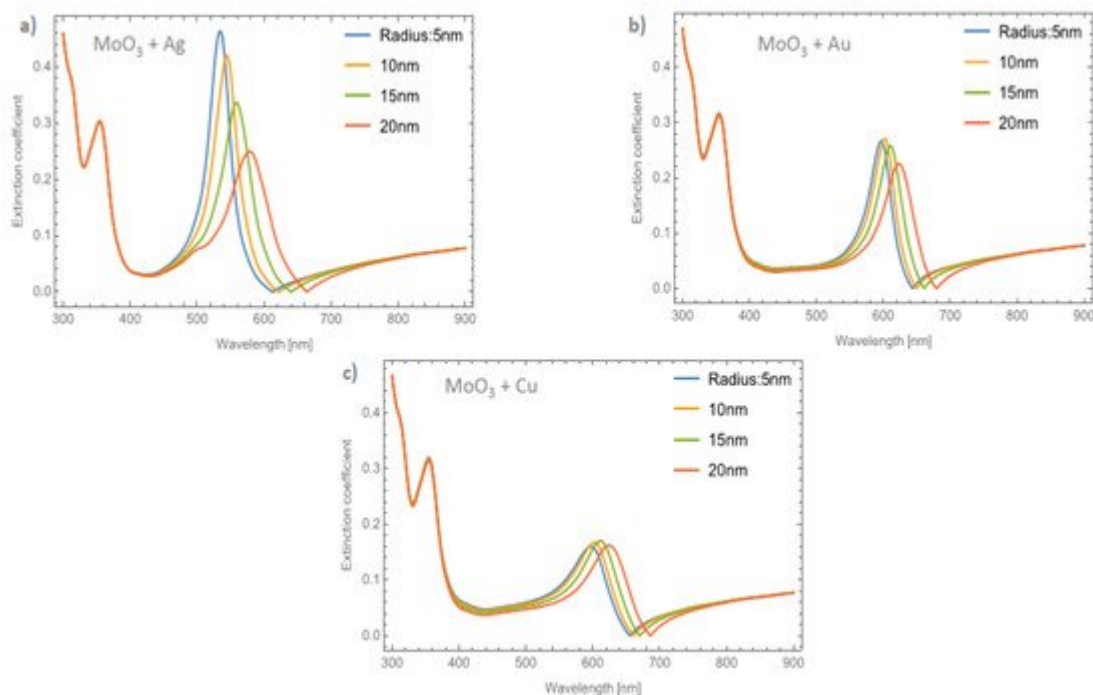 a)
MoO₃ + Ag
Radius:5nm
10nm
15nm
20nm
Extinction coefficient
0.4
0.3
0.2
0.1
0.0
300 400 500 600 700 800 900
Wavelength [nm]
b)
MoO₃ + Au
Radius:5nm
10nm
15nm
20nm
Extinction coefficient
0.4
0.3
0.2
0.1
0.0
300 400 500 600 700 800 900
Wavelength [nm]
c)
MoO₃ + Cu
Radius:5nm
10nm
15nm
20nm
Extinction coefficient
0.4
0.3
0.2
0.1
0.0
300 400 500 600 700 800 900
Wavelength [nm]